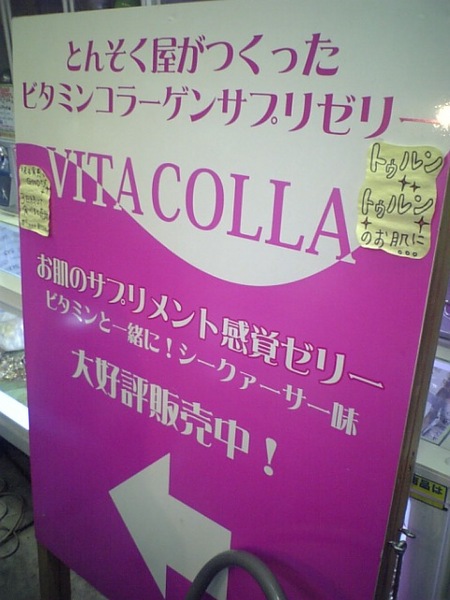 とんそく屋がつくった
ビタミンコラーゲンサプリゼリー
VITA COLLA
トゥルン
トゥルン
のお肌に
...
お肌のサプリメント感覚ゼリー
ビタミンと一緒に！シークァーサー味
大好評販売中！